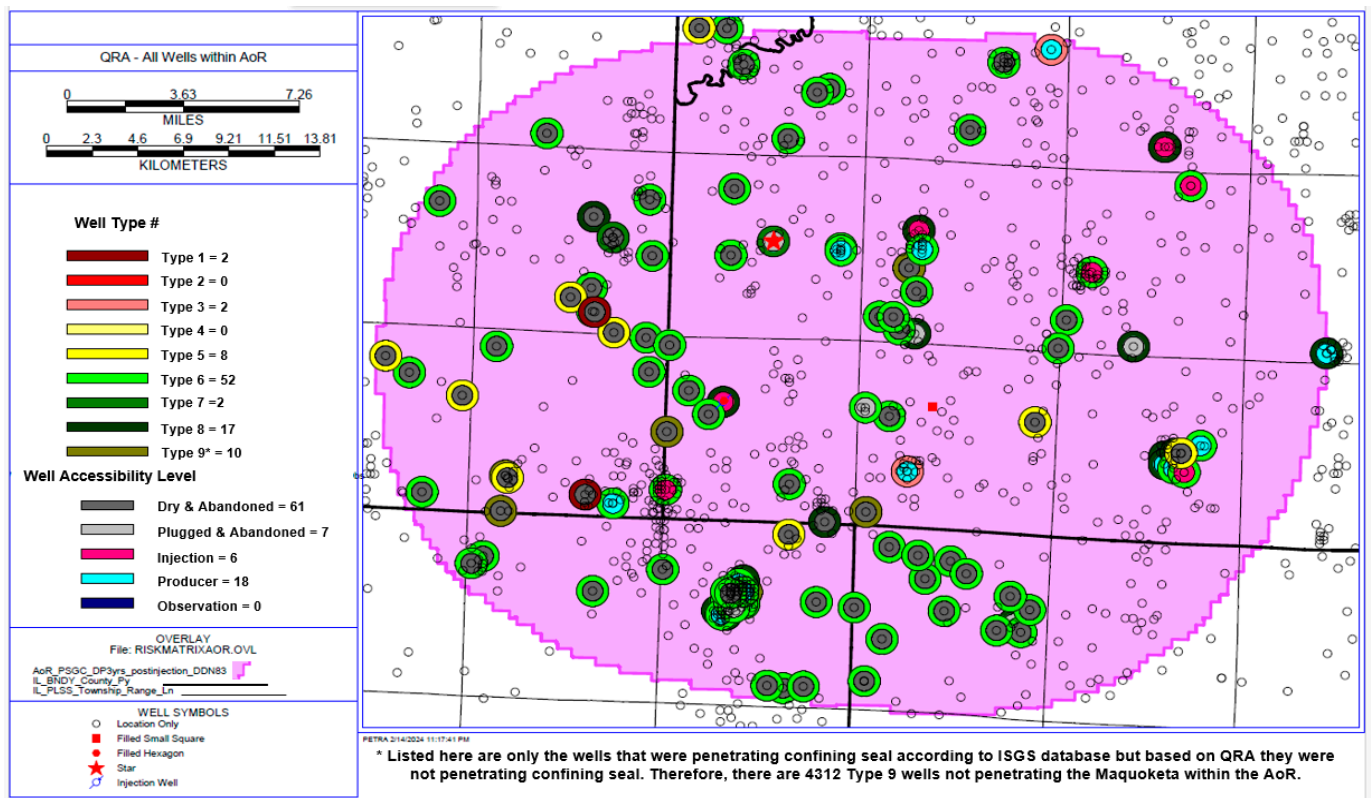 QRA - All Wells within AoR
0 3.63 7.26
MILES
0 2.3 4.6 6.9 9.21 11.51 13.81
KILOMETERS
Well Type #
Type 1 = 2
Type 2 = 0
Type 3 = 2
Type 4 = 0
Type 5 = 8
Type 6 = 52
Type 7 =2
Type 8 = 17
Type 9* = 10
Well Accessibility Level
Dry & Abandoned = 61
Plugged & Abandoned = 7
Injection = 6
Producer = 18
Observation = 0
OVERLAY
File: RISKMATRIXAOR.OVL
AoR_PSGC_DP3yrs_postinjection_DDN83
IL_BNDY_County_Py
IL_PLSS_Township_Range_Ln
WELL SYMBOLS
Location Only
Filled Small Square
Filled Hexagon
Star
Injection Well
PETRA 2/14/2024 11:17:41 PM
* Listed here are only the wells that were penetrating confining seal according to ISGS database but based on QRA they were
not penetrating confining seal. Therefore, there are 4312 Type 9 wells not penetrating the Maquoketa within the AoR.